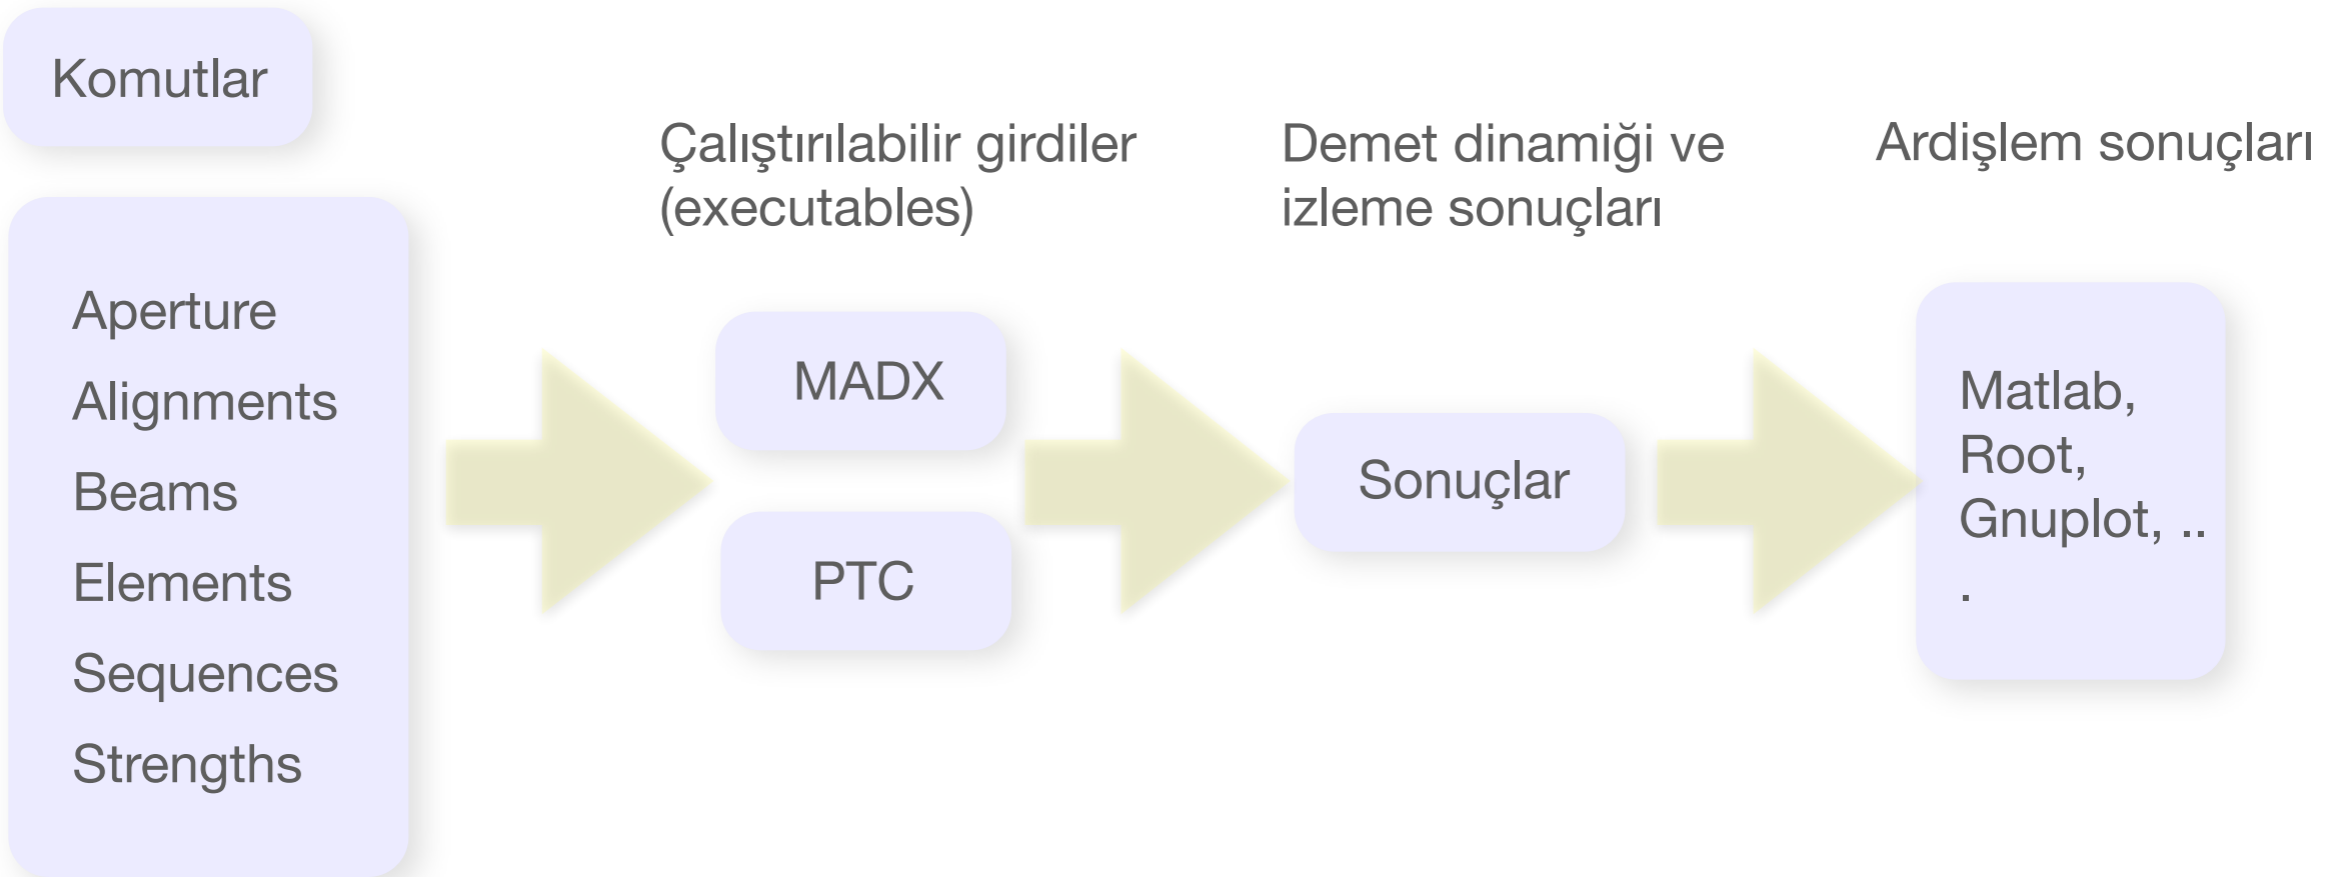 Komutlar
Aperture
Alignments
Beams
Elements
Sequences
Strengths
Çalıştırılabilir girdiler
(executables)
MADX
PTC
Demet dinamiği ve
izleme sonuçları
Sonuçlar
Ardişlem sonuçları
Matlab,
Root,
Gnuplot, ..
.